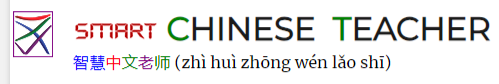 SMART CHINESE TEACHER
智慧中文老师 (zhì huì zhōng wén lǎo shī)